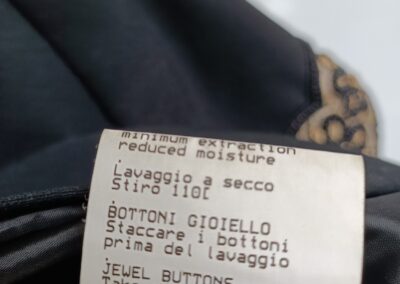 minimum extraction
reduced moisture
.
Lavaggio a secco
Stiro 110C
.
BOTTONI GIOIELLO
Staccare i bottoni
prima del lavaggio
.
JEWEL BUTTONS